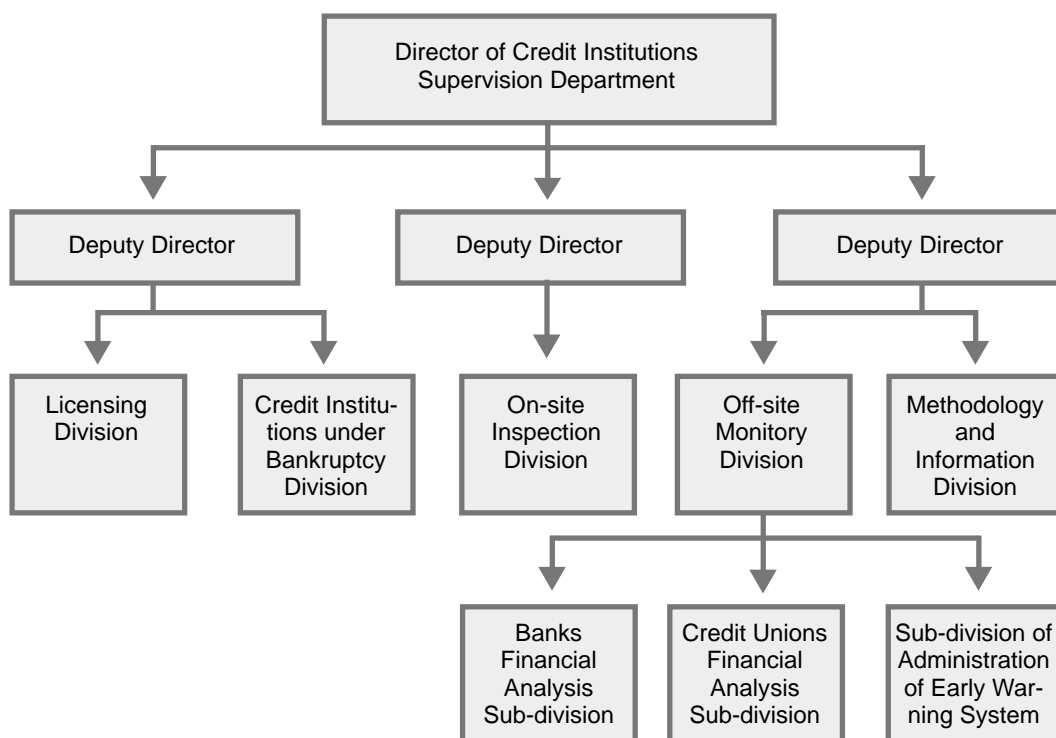 Director of Credit Institutions
Supervision Department
Deputy Director
Deputy Director
Deputy Director
Licensing
Division
Credit Institu-
tions under
Bankruptcy
Division
On-site
Inspection
Division
Off-site
Monitory
Division
Methodology
and
Information
Division
Banks
Financial
Analysis
Sub-division
Credit Unions
Financial
Analysis
Sub-division
Sub-division of
Administration
of Early War-
ning System